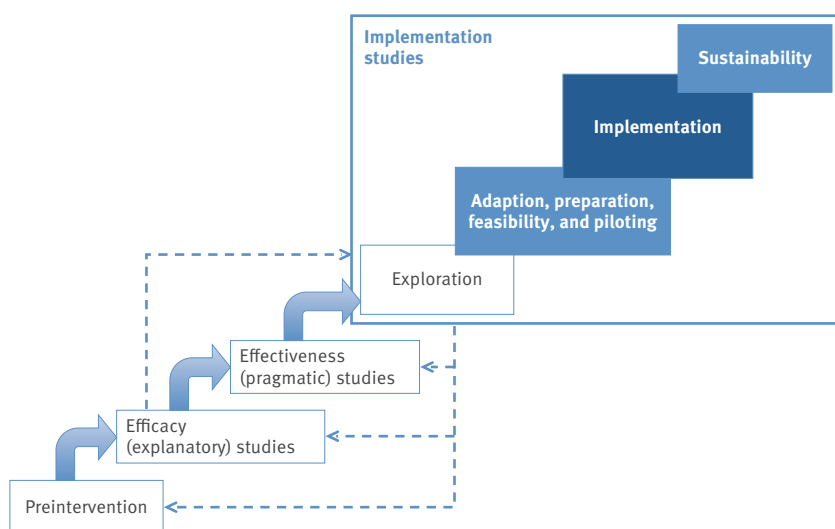 Implementation
studies
Sustainability
Implementation
Adaption, preparation,
feasibility, and piloting
Exploration
Effectiveness
(pragmatic) studies
Efficacy
(explanatory) studies
Preintervention